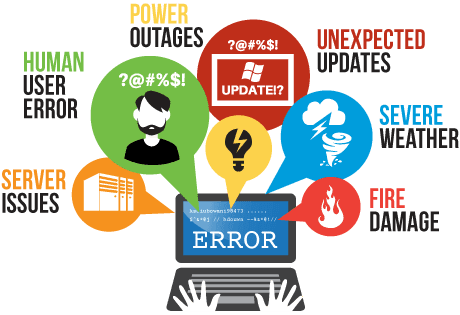 POWER
OUTAGES
?@#%$!
UNEXPECTED
UPDATES
HUMAN
USER
ERROR
?@#%$!
UPDATE!?
SEVERE
WEATHER
SERVER
ISSUES
FIRE
DAMAGE
ERROR